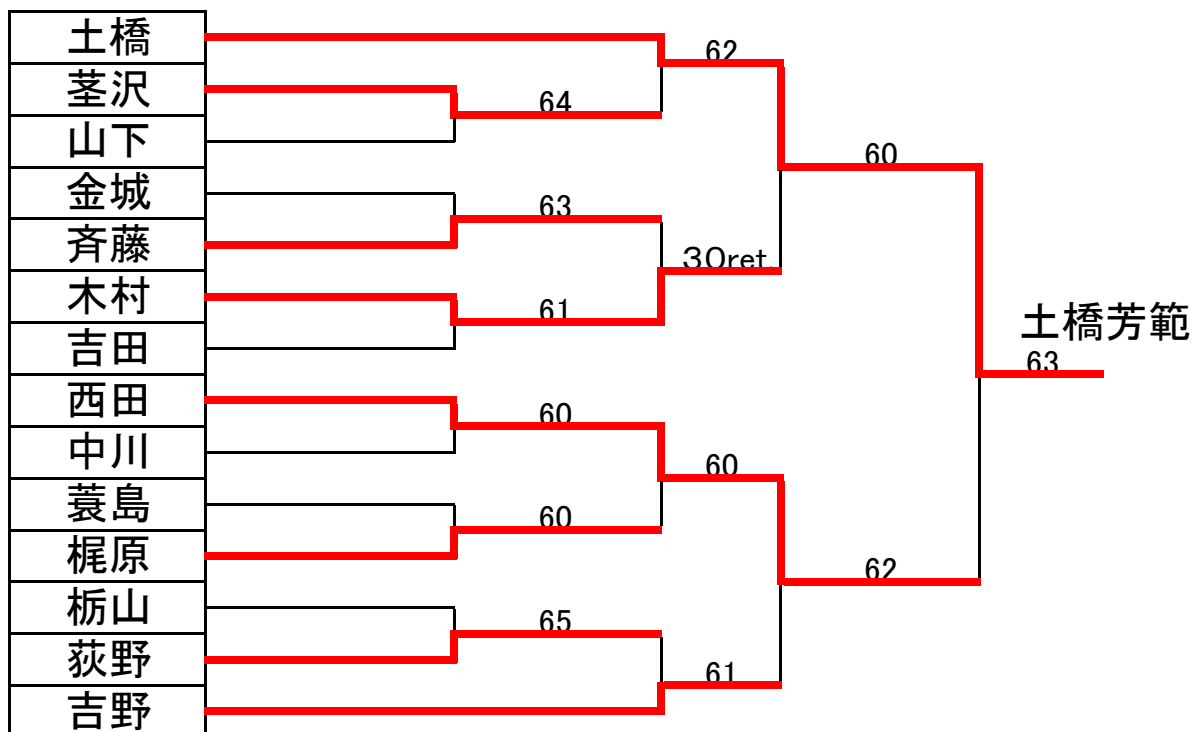 土橋
茎沢
山下
金城
斉藤
木村
吉田
西田
中川
蓑島
梶原
栃山
荻野
吉野
64
63
61
60
60
65
62
30ret.
60
61
60
62
土橋芳範
63